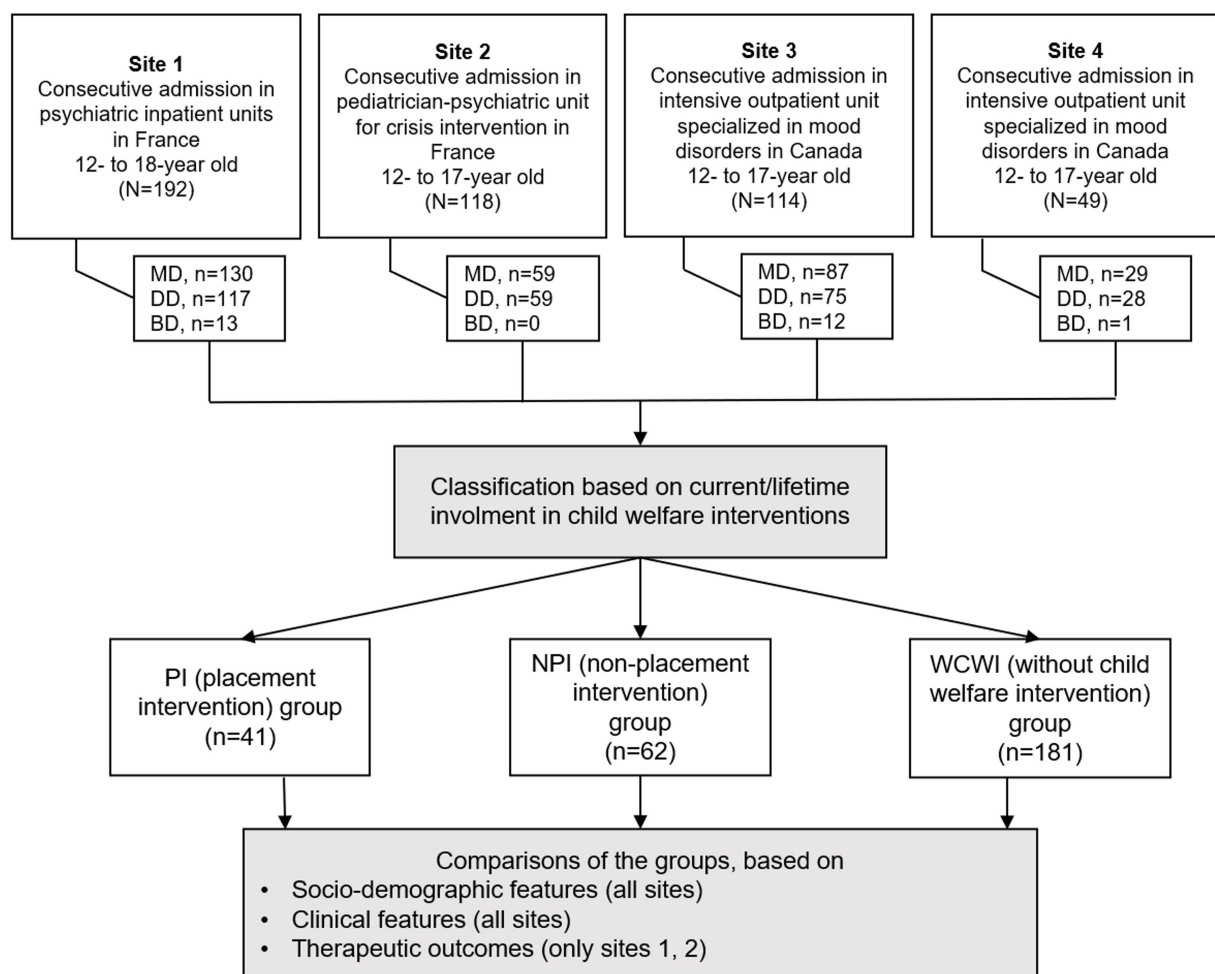 Site 1
Consecutive admission in
psychiatric inpatient units
in France
12- to 18-year old
(N=192)
Site 2
Consecutive admission in
pediatrician-psychiatric unit
for crisis intervention in
France
12- to 17-year old
(N=118)
Site 3
Consecutive admission in
intensive outpatient unit
specialized in mood
disorders in Canada
12- to 17-year old
(N=114)
Site 4
Consecutive admission in
intensive outpatient unit
specialized in mood
disorders in Canada
12- to 17-year old
(N=49)
MD, n=130
DD, n=117
BD, n=13
MD, n=59
DD, n=59
BD, n=0
MD, n=87
DD, n=75
BD, n=12
MD, n=29
DD, n=28
BD, n=1
Classification based on current/lifetime
involment in child welfare interventions
PI (placement
intervention) group
(n=41)
NPI (non-placement
intervention)
group
(n=62)
WCWI (without child
welfare intervention)
group
(n=181)
Comparisons of the groups, based on
• Socio-demographic features (all sites)
• Clinical features (all sites)
• Therapeutic outcomes (only sites 1, 2)